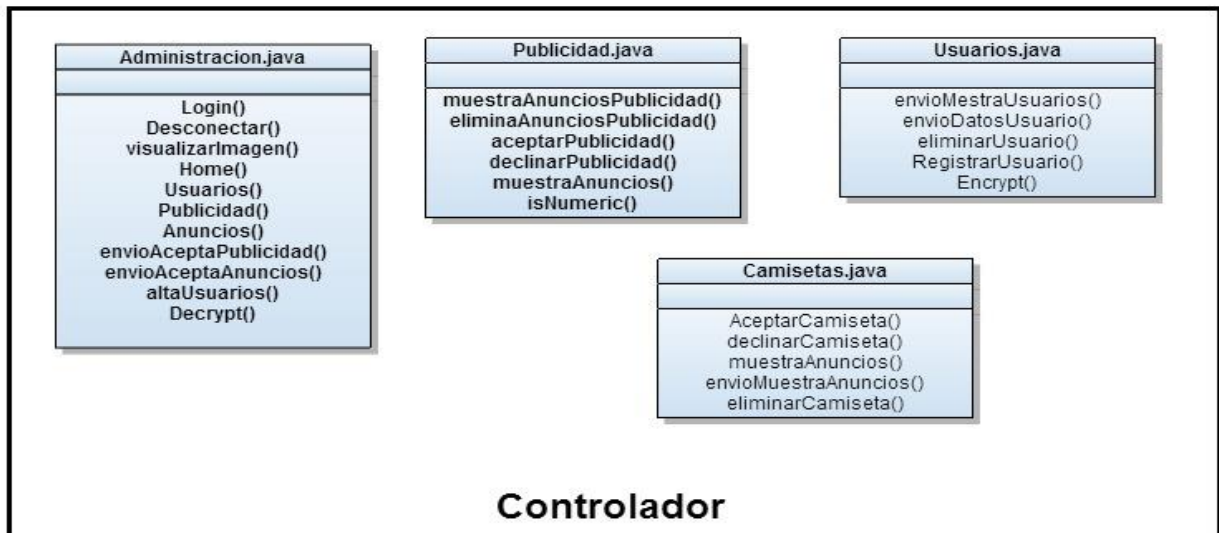 Administracion.java
Login()
Desconectar()
visualizarImagen()
Home()
Usuarios()
Publicidad()
Anuncios()
envioAceptaPublicidad()
envioAceptaAnuncios()
altaUsuarios()
Decrypt()
Publicidad.java
muestraAnunciosPublicidad()
eliminaAnunciosPublicidad()
aceptarPublicidad()
declinarPublicidad()
muestraAnuncios()
isNumeric()
Usuarios.java
envioMestraUsuarios()
envioDatosUsuario()
eliminarUsuario()
RegistrarUsuario()
Encrypt()
Camisetas.java
AceptarCamiseta()
declinarCamiseta()
muestraAnuncios()
envioMuestraAnuncios()
eliminarCamiseta()
Controlador